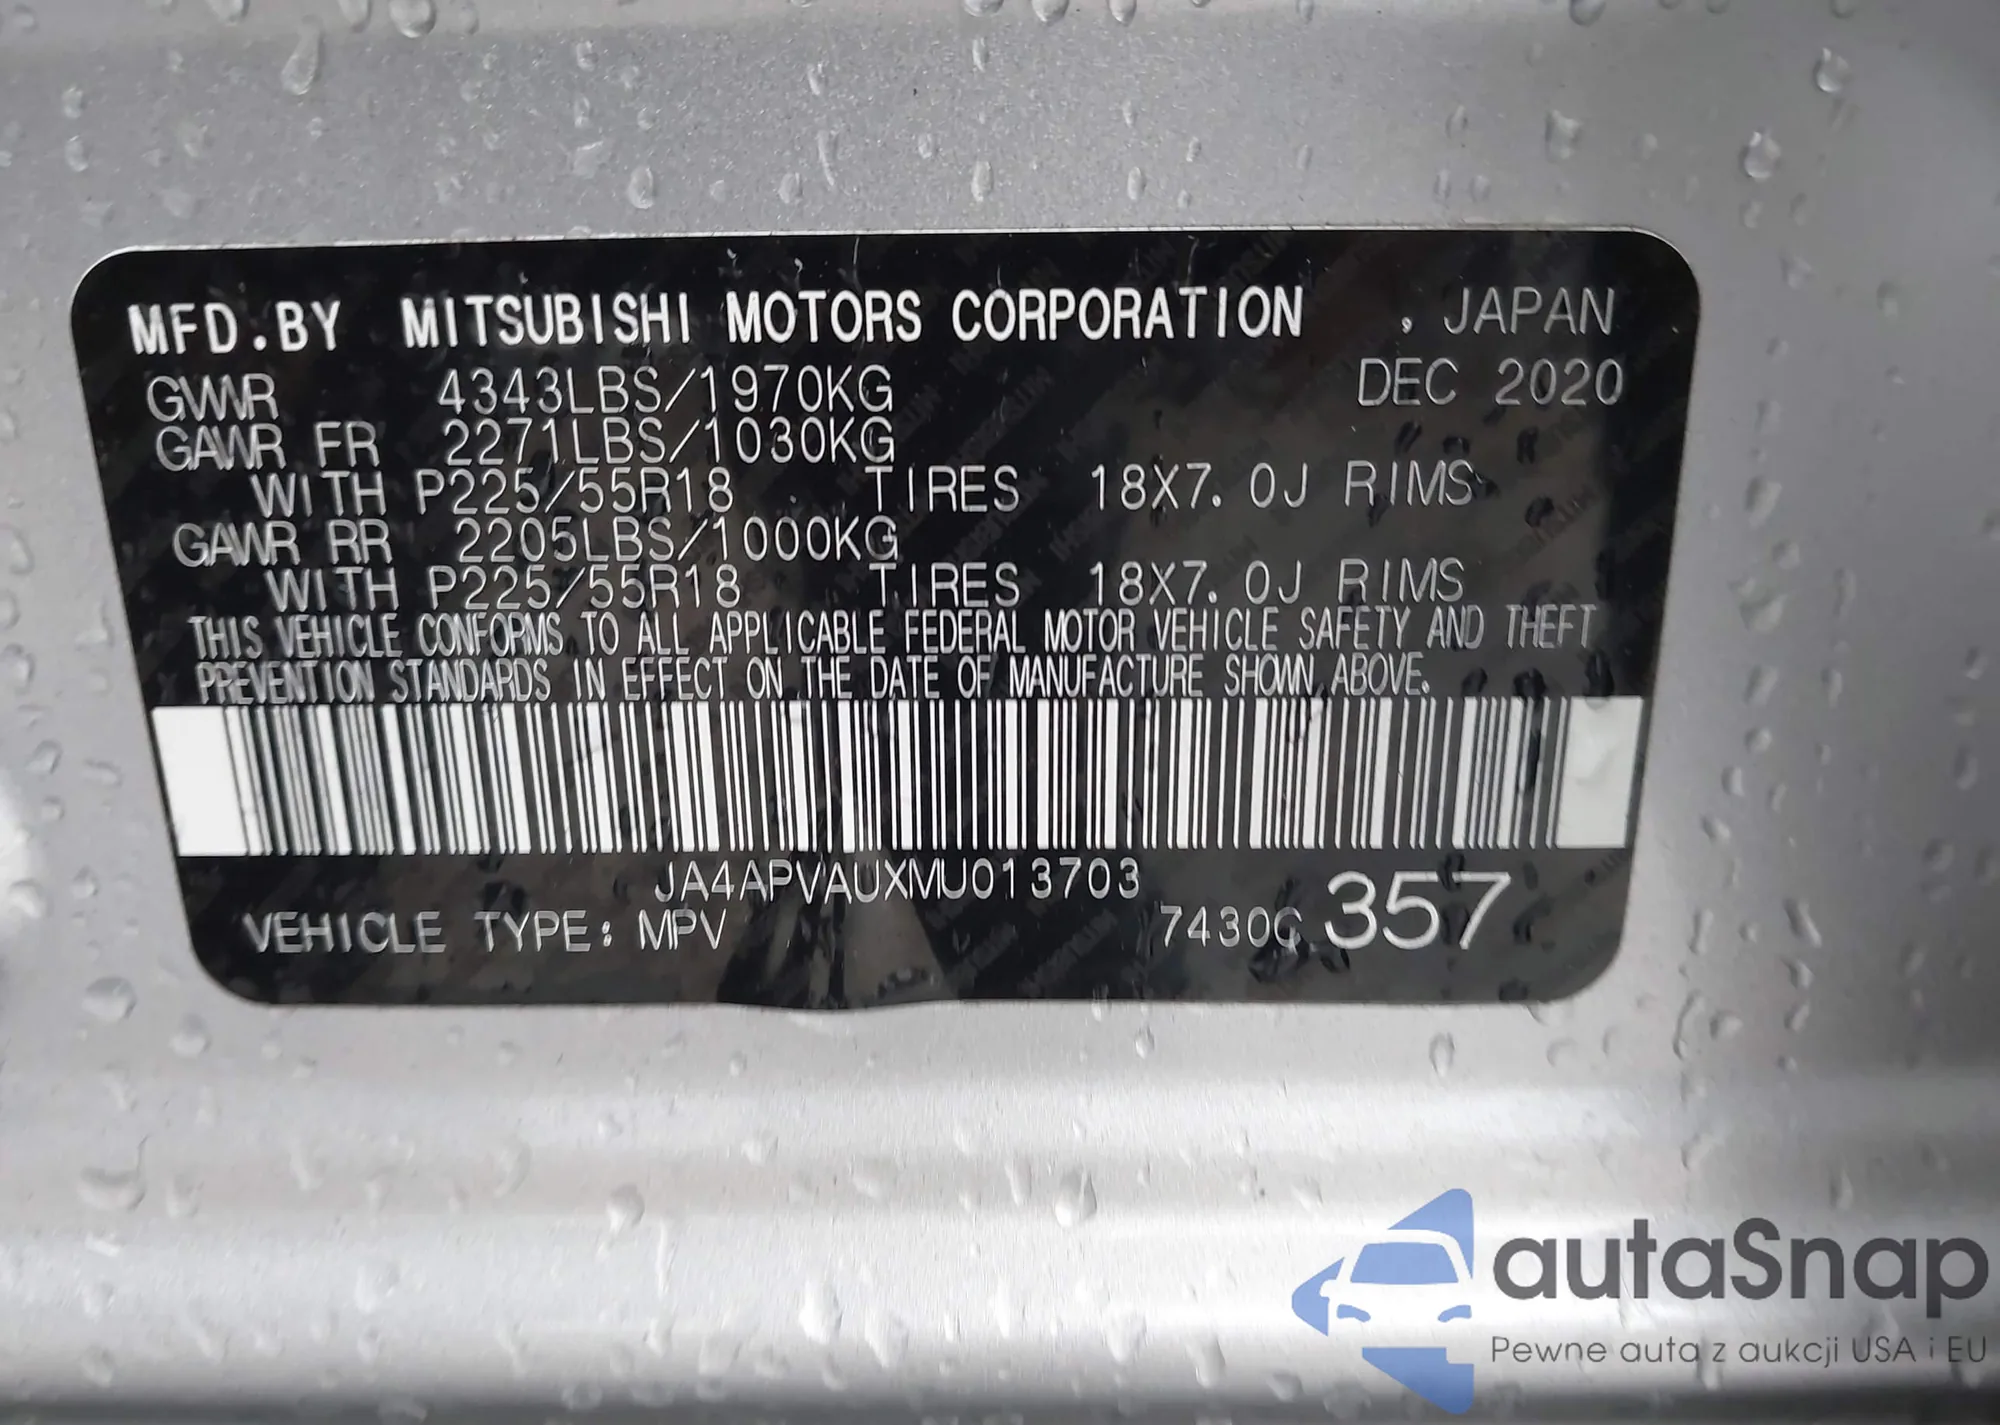 MFD.BY MITSUBISHI MOTORS CORPORATION . JAPAN
GVWR 4343LBS/1970KG DEC 2020
GAWR FR 2271LBS/1030KG
WITH P225/55R18 TIRES 18X7.0J RIMS
GAWR RR 2205LBS/1000KG
WITH P225/55R18 TIRES 18X7.0J RIMS
THIS VEHICLE CONFORMS TO ALL APPLICABLE FEDERAL MOTOR VEHICLE SAFETY AND THEFT
PREVENTION STANDARDS IN EFFECT ON THE DATE OF MANUFACTURE SHOWN ABOVE.
JA4APVAUXMU013703
VEHICLE TYPE: MPV 7430C 357
autaSnap
Pewne auta z aukcji USA i EU